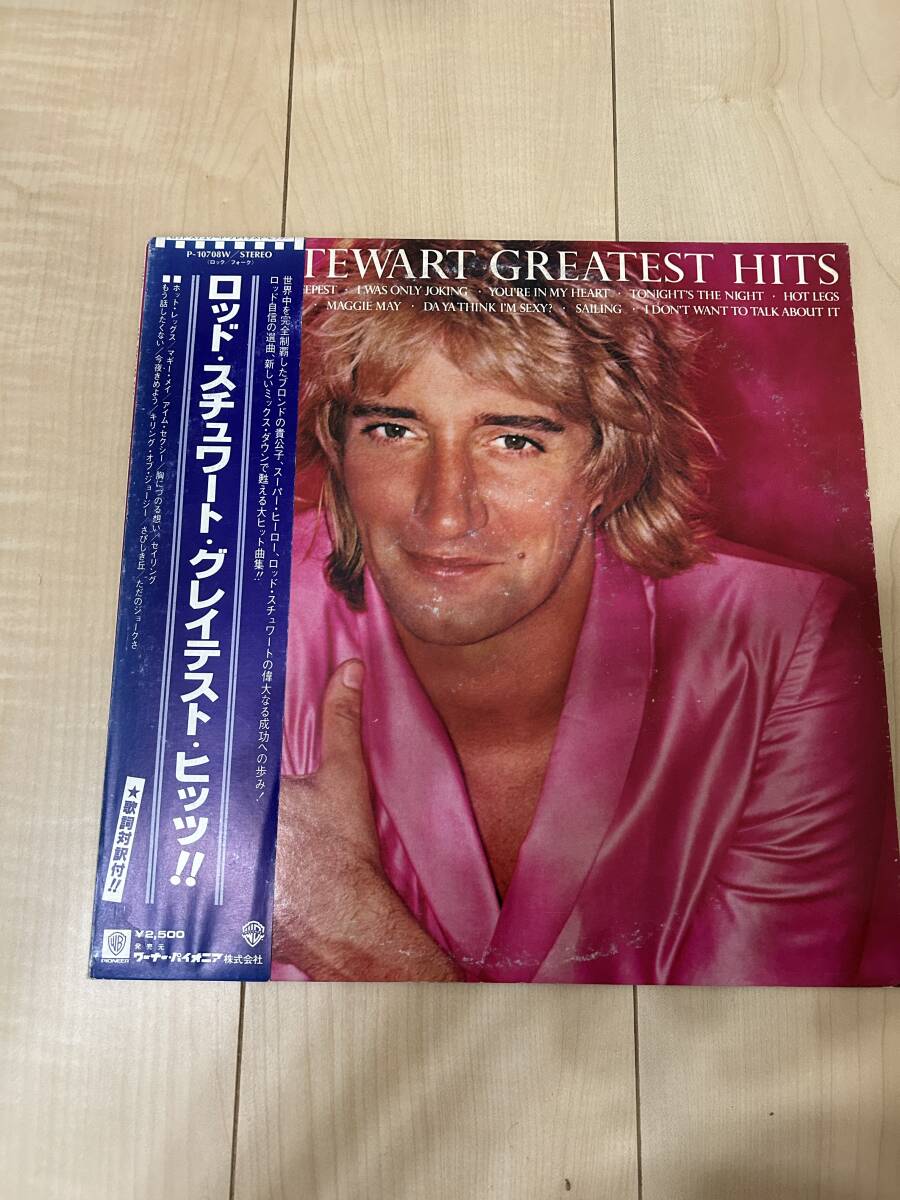 P-10708W/STEREO
(ロック/フォーク)
世界中を完全制覇したブロンドの貴公子、スーパー・ヒーロー、ロッド・スチュワートの偉大なる成功への歩み!
ロッド自信の選曲、新しいミックス・ダウンで甦える大ヒット曲集!!
ロッド・スチュワート・グレイテスト・ヒッツ!!
■ホット・レッグス/マギー・メイ/アイム・セクシー/胸につのる想い/セイリング
■もう話したくない/今夜きめよう/キリング・オブ・ジョージー/さびしき丘/ただのジョークさ
★歌詞対訳付!!
¥2,500
発売元
ワーナー・パイオニア株式会社
PIONEER
TEWART GREATEST HITS
EPEST · I WAS ONLY JOKING · YOU'RE IN MY HEART · TONIGHT'S THE NIGHT · HOT LEGS
MAGGIE MAY · DA YA THINK I'M SEXY? · SAILING · I DON'T WANT TO TALK ABOUT IT